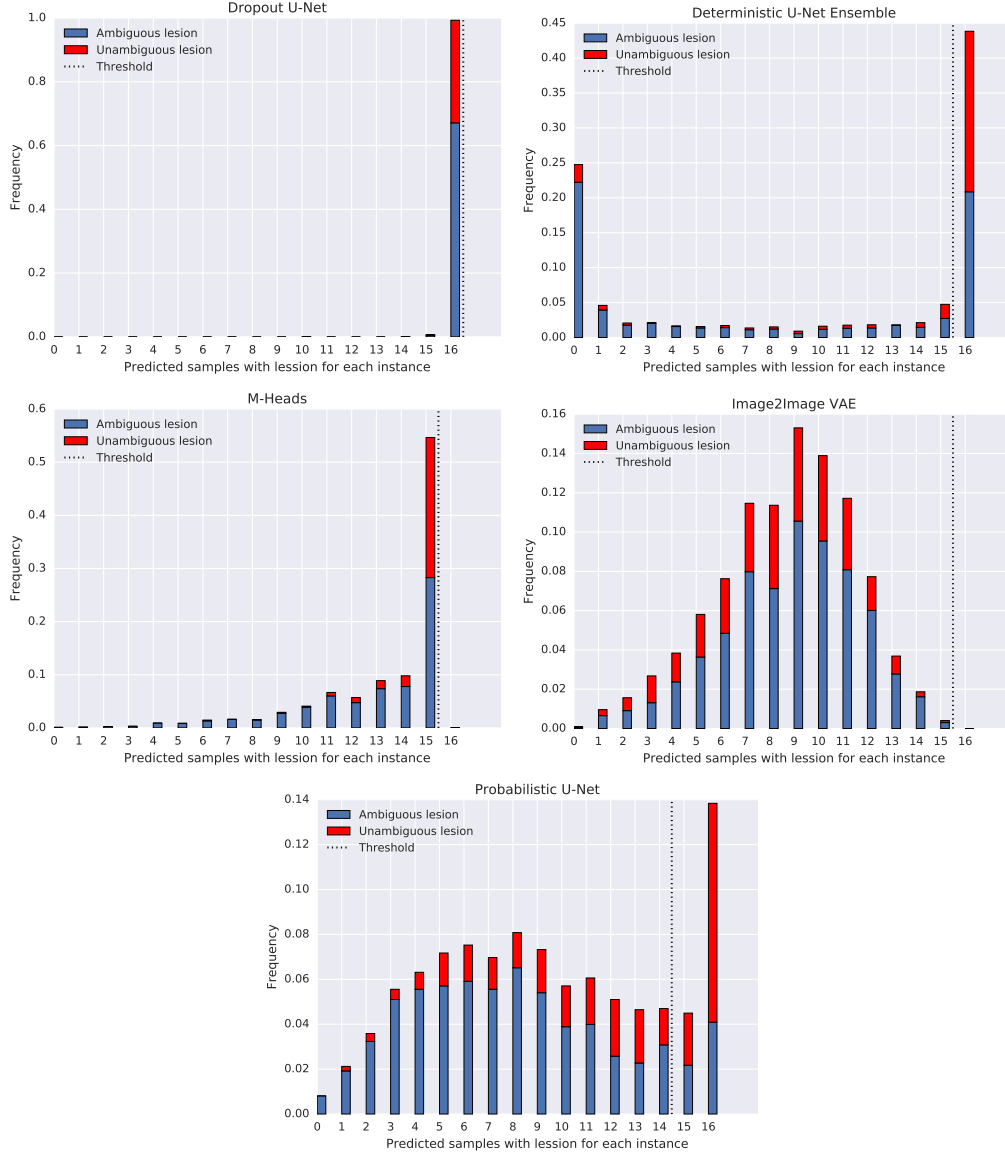 Dropout U-Net
Ambiguous lesion
Unambiguous lesion
Threshold
Frequency
1.0
0.8
0.6
0.4
0.2
0.0
0 1 2 3 4 5 6 7 8 9 10 11 12 13 14 15 16
Predicted samples with lession for each instance
Deterministic U-Net Ensemble
Ambiguous lesion
Unambiguous lesion
Threshold
Frequency
0.45
0.40
0.35
0.30
0.25
0.20
0.15
0.10
0.05
0.00
0 1 2 3 4 5 6 7 8 9 10 11 12 13 14 15 16
Predicted samples with lession for each instance
M-Heads
Ambiguous lesion
Unambiguous lesion
Threshold
Frequency
0.6
0.5
0.4
0.3
0.2
0.1
0.0
0 1 2 3 4 5 6 7 8 9 10 11 12 13 14 15 16
Predicted samples with lession for each instance
Image2Image VAE
Ambiguous lesion
Unambiguous lesion
Threshold
Frequency
0.16
0.14
0.12
0.10
0.08
0.06
0.04
0.02
0.00
0 1 2 3 4 5 6 7 8 9 10 11 12 13 14 15 16
Predicted samples with lession for each instance
Probabilistic U-Net
Ambiguous lesion
Unambiguous lesion
Threshold
Frequency
0.14
0.12
0.10
0.08
0.06
0.04
0.02
0.00
0 1 2 3 4 5 6 7 8 9 10 11 12 13 14 15 16
Predicted samples with lession for each instance